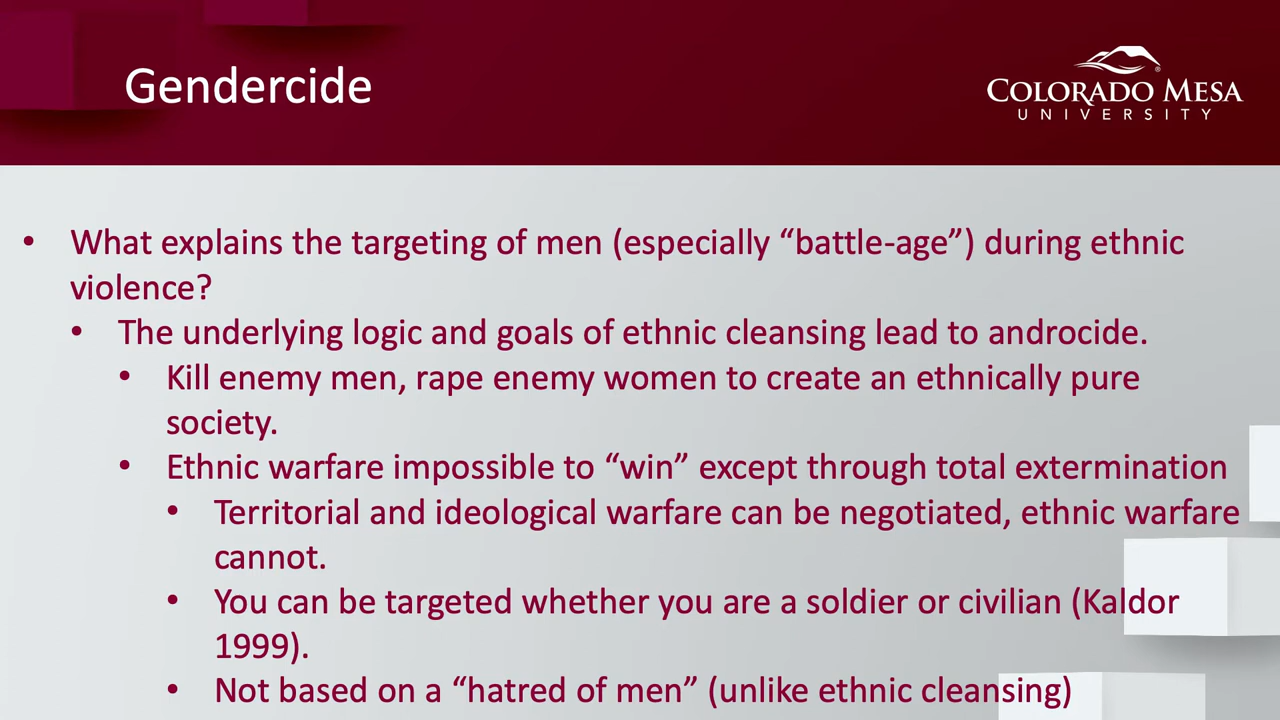 Gendercide
COLORADO MESA
UNIVERSITY
• What explains the targeting of men (especially “battle-age”) during ethnic
violence?
• The underlying logic and goals of ethnic cleansing lead to androcide.
• Kill enemy men, rape enemy women to create an ethnically pure
society.
• Ethnic warfare impossible to “win” except through total extermination
• Territorial and ideological warfare can be negotiated, ethnic warfare
cannot.
• You can be targeted whether you are a soldier or civilian (Kaldor
1999).
• Not based on a “hatred of men” (unlike ethnic cleansing)